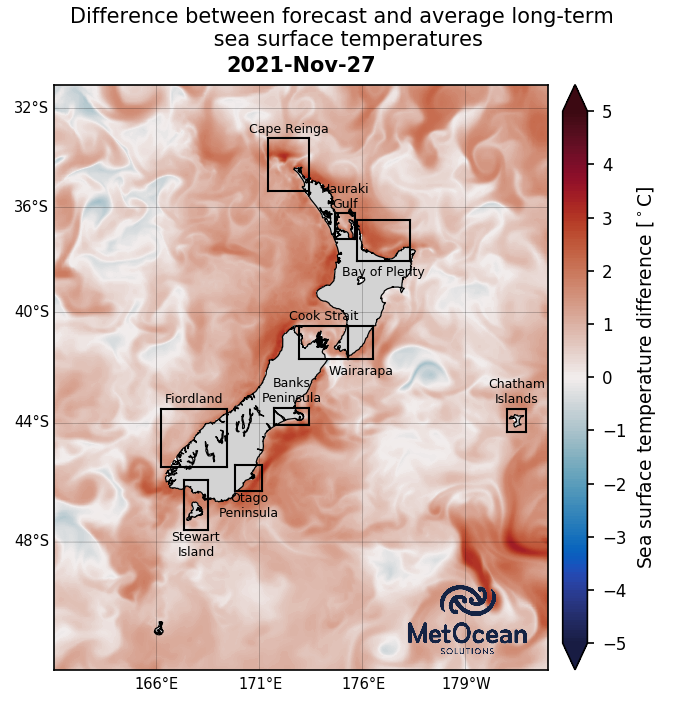 Difference between forecast and average long-term
sea surface temperatures
2021-Nov-27
32°S
36°S
40°S
44°S
48°S
166°E
171°E
176°E
179°W
Cape Reinga
Hauraki
Gulf
Bay of Plenty
Cook Strait
Wairarapa
Banks
Peninsula
Fiordland
Chatham
Islands
Otago
Peninsula
Stewart
Island
MetOcean
SOLUTIONS
5
4
3
2
1
0
−1
−2
−3
−4
−5
Sea surface temperature difference [°C]